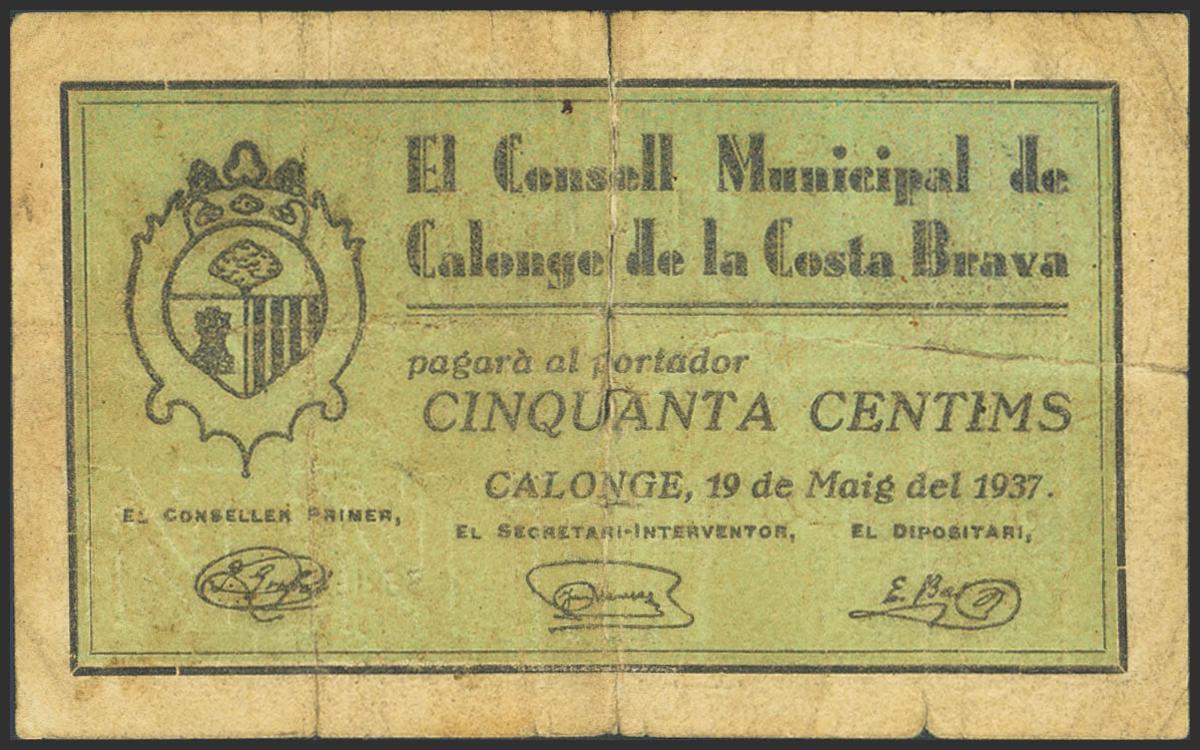 El Consell Municipal de
Calonge de la Costa Brava
pagarà al portador
CINQUANTA CENTIMS
CALONGE, 19 de Maig del 1937.
EL CONSELLER PRIMER,
EL SECRETARI-INTERVENTOR,
EL DIPOSITARI,